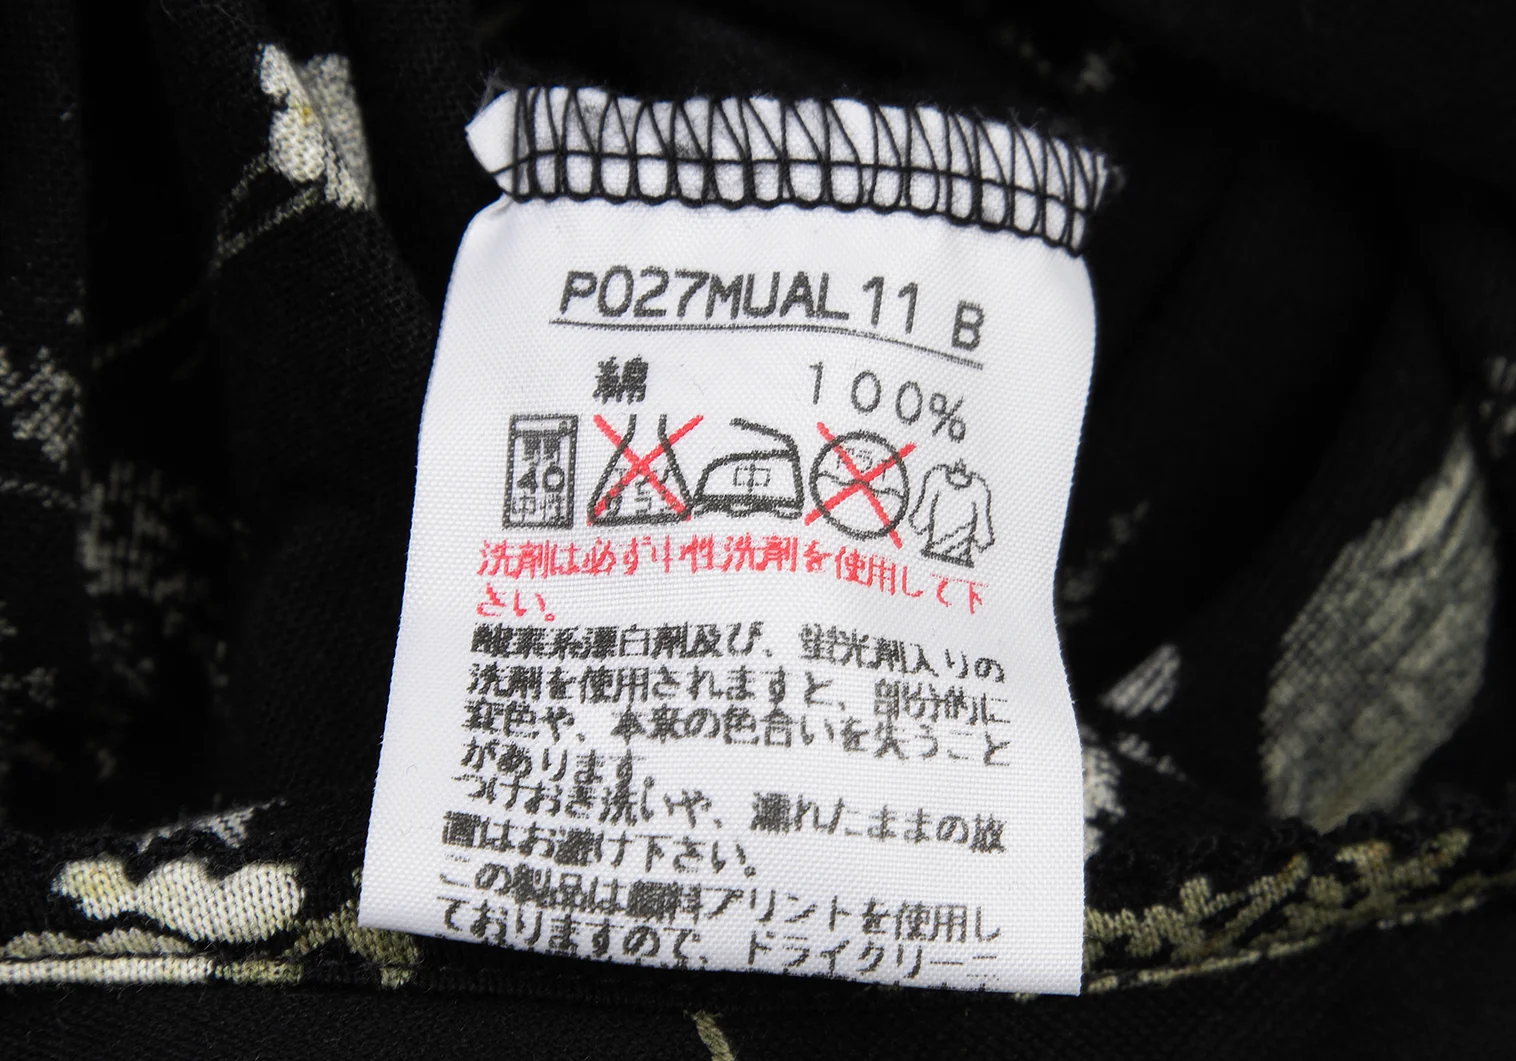 P027MUAL11 B
綿 100%
40
中性
中
洗剤は必ず中性洗剤を使用して下
さい。
酸素系漂白剤及び、蛍光剤入りの
洗剤を使用されますと、部分的に
変色や、本来の色合いを失うこと
があります。
つけおき洗いや、濡れたままの放
置はお避け下さい。
この製品は顔料プリントを使用し
ておりますので、ドライクリーニ